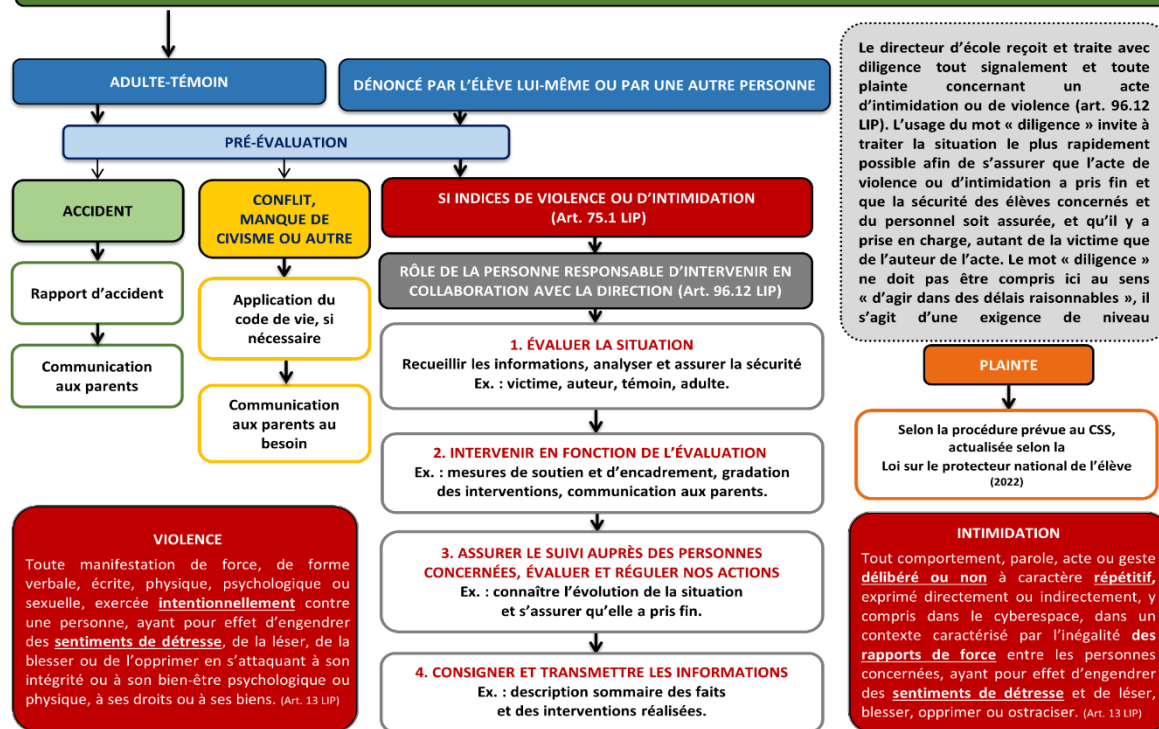 ADULTE-TÉMOIN
DÉNONCÉ PAR L'ÉLÈVE LUI-MÊME OU PAR UNE AUTRE PERSONNE
PRÉ-ÉVALUATION
ACCIDENT
Rapport d'accident
Communication
aux parents
CONFLIT,
MANQUE DE
CIVISME OU AUTRE
Application du
code de vie, si
nécessaire
Communication
aux parents au
besoin
SI INDICES DE VIOLENCE OU D'INTIMIDATION
(Art. 75.1 LIP)
RÔLE DE LA PERSONNE RESPONSABLE D'INTERVENIR EN
COLLABORATION AVEC LA DIRECTION (Art. 96.12 LIP)
1. ÉVALUER LA SITUATION
Recueillir les informations, analyser et assurer la sécurité
Ex. : victime, auteur, témoin, adulte.
2. INTERVENIR EN FONCTION DE L'ÉVALUATION
Ex. : mesures de soutien et d'encadrement, gradation
des interventions, communication aux parents.
3. ASSURER LE SUIVI AUPRÈS DES PERSONNES
CONCERNÉES, ÉVALUER ET RÉGULER NOS ACTIONS
Ex. : connaître l'évolution de la situation
et s'assurer qu'elle a pris fin.
4. CONSIGNER ET TRANSMETTRE LES INFORMATIONS
Ex. : description sommaire des faits
et des interventions réalisées.
Le directeur d'école reçoit et traite avec
diligence tout signalement et toute
plainte concernant un acte
d'intimidation ou de violence (art. 96.12
LIP). L'usage du mot « diligence » invite à
traiter la situation le plus rapidement
possible afin de s'assurer que l'acte de
violence ou d'intimidation a pris fin et
que la sécurité des élèves concernés et
du personnel soit assurée, et qu'il y a
prise en charge, autant de la victime que
de l'auteur de l'acte. Le mot « diligence »
ne doit pas être compris ici au sens
« d'agir dans des délais raisonnables », il
s'agit d'une exigence de niveau
PLAINTE
Selon la procédure prévue au CSS,
actualisée selon la
Loi sur le protecteur national de l'élève
(2022)
VIOLENCE
Toute manifestation de force, de forme
verbale, écrite, physique, psychologique ou
sexuelle, exercée intentionnellement contre
une personne, ayant pour effet d'engendrer
des sentiments de détresse, de la léser, de la
blesser ou de l'opprimer en s'attaquant à son
intégrité ou à son bien-être psychologique ou
physique, à ses droits ou à ses biens. (Art. 13 LIP)
INTIMIDATION
Tout comportement, parole, acte ou geste
délibéré ou non à caractère répétitif,
exprimé directement ou indirectement, y
compris dans le cyberespace, dans un
contexte caractérisé par l'inégalité des
rapports de force entre les personnes
concernées, ayant pour effet d'engendrer
des sentiments de détresse et de léser,
blesser, opprimer ou ostraciser. (Art. 13 LIP)